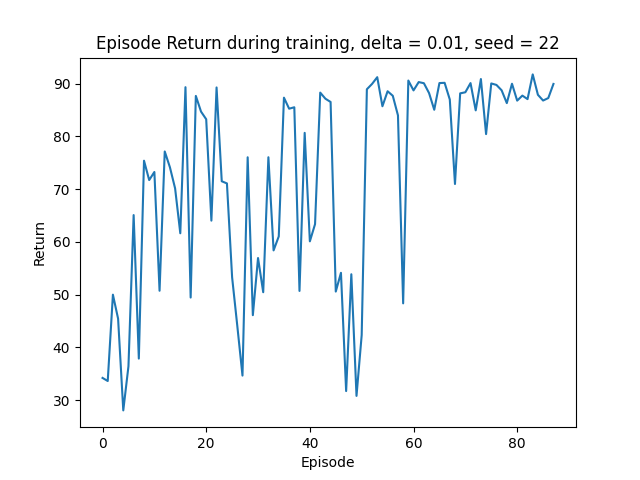 Episode Return during training, delta = 0.01, seed = 22
90
80
70
60
50
40
30
Return
0 20 40 60 80
Episode